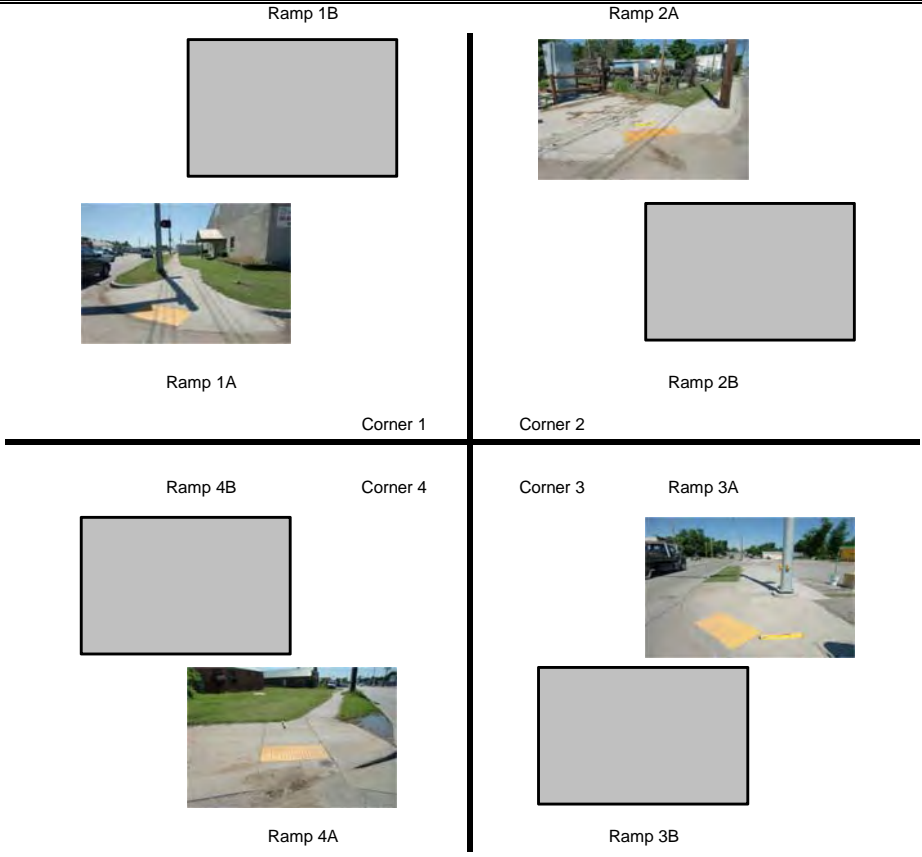 Ramp 1B
Ramp 2A
Ramp 1A
Ramp 2B
Corner 1
Corner 2
Ramp 4B
Corner 4
Corner 3
Ramp 3A
Ramp 4A
Ramp 3B